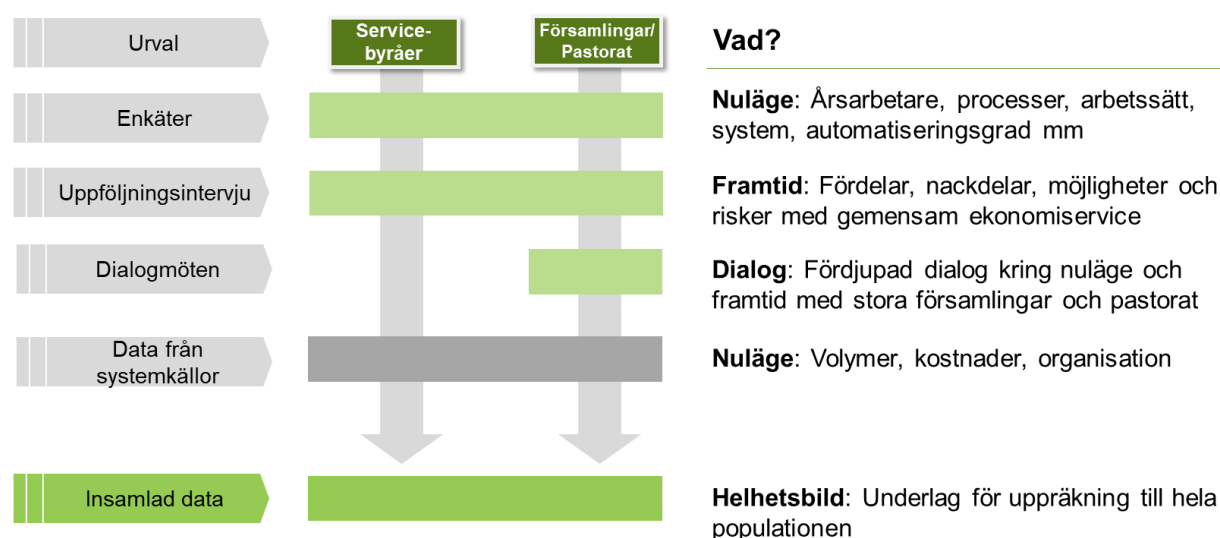 Urval
Service-
byråer
Församlingar/
Pastorat
Vad?
Enkäter
Nuläge: Årsarbetare, processer, arbetssätt,
system, automatiseringsgrad mm
Uppföljningsintervju
Framtid: Fördelar, nackdelar, möjligheter och
risker med gemensam ekonomiservice
Dialogmöten
Dialog: Fördjupad dialog kring nuläge och
framtid med stora församlingar och pastorat
Data från
systemkällor
Nuläge: Volymer, kostnader, organisation
Insamlad data
Helhetsbild: Underlag för uppräkning till hela
populationen